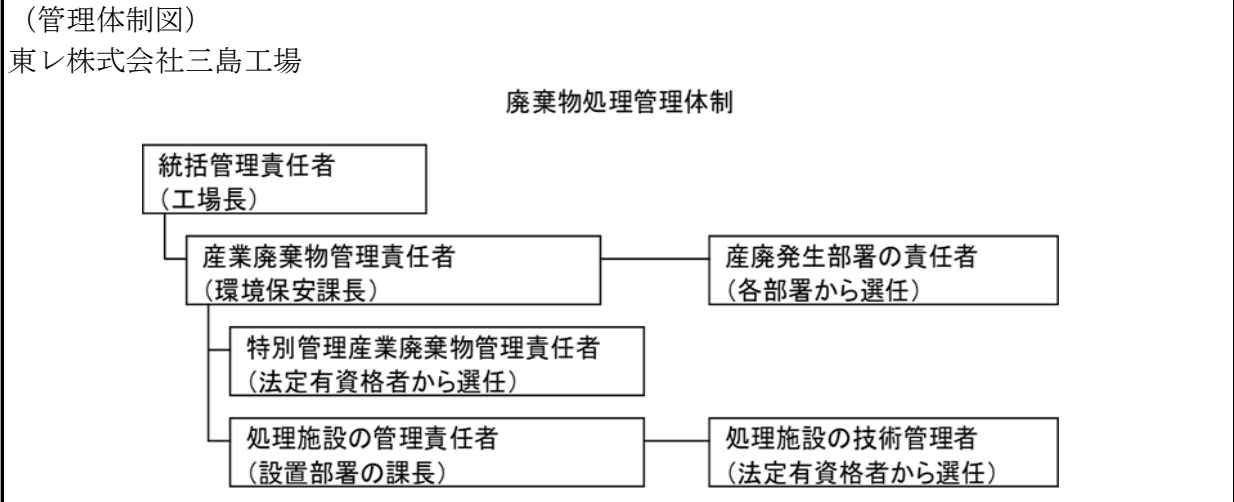 （管理体制図）
東レ株式会社三島工場
廃棄物処理管理体制
統括管理責任者
（工場長）
産業廃棄物管理責任者
（環境保安課長）
産廃発生部署の責任者
（各部署から選任）
特別管理産業廃棄物管理責任者
（法定有資格者から選任）
処理施設の管理責任者
（設置部署の課長）
処理施設の技術管理者
（法定有資格者から選任）